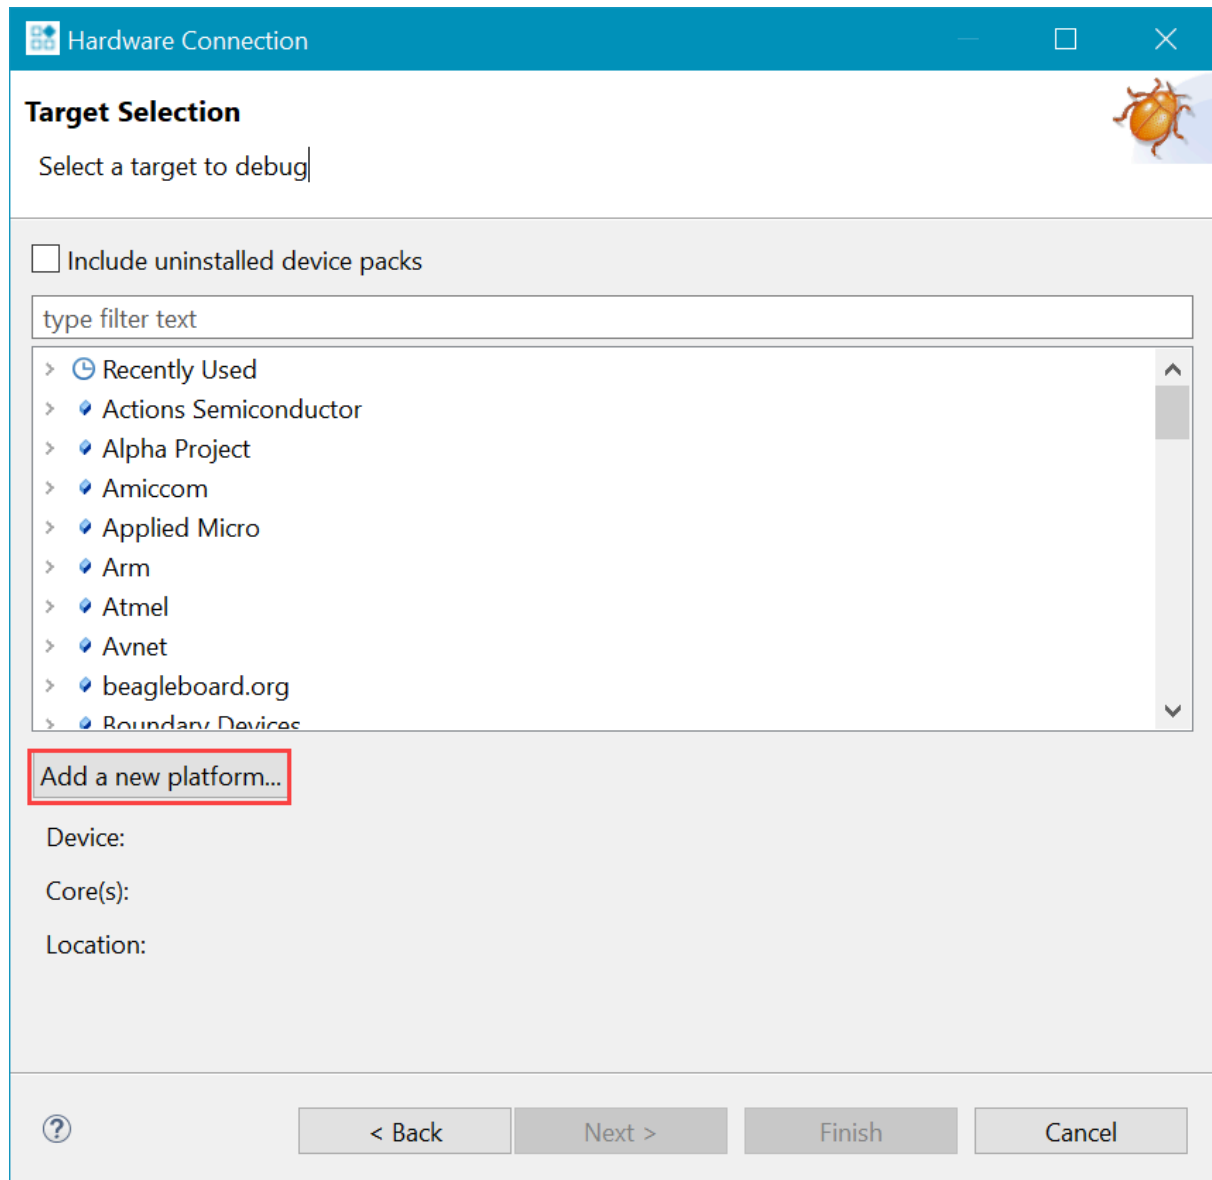 Hardware Connection
Target Selection
Select a target to debug
Include uninstalled device packs
type filter text
Recently Used
Actions Semiconductor
Alpha Project
Amiccom
Applied Micro
Arm
Atmel
Avnet
beagleboard.org
Boundary Devices
Add a new platform...
Device:
Core(s):
Location:
? < Back Next > Finish Cancel